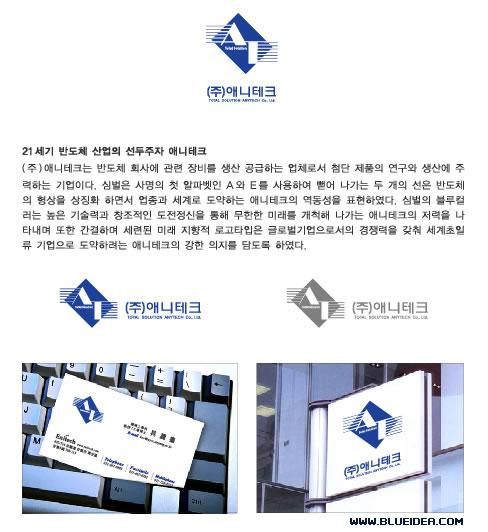 Total Solution
(주)애니테크
TOTAL SOLUTION ANYTECH Co., Ltd.
21세기 반도체 산업의 선두주자 애니테크
(주)애니테크는 반도체 회사에 관련 장비를 생산 공급하는 업체로서 첨단 제품의 연구와 생산에 주
력하는 기업이다. 심벌은 사명의 첫 할파벳인 A와 E를 사용하여 뻗어 나가는 두 개의 선은 반도체
의 형상을 상징화 하면서 업종과 세계로 도약하는 애니테크의 역동성을 표현하였다. 심벌의 블루컬
러는 높은 기술력과 창조적인 도전정신을 통해 무한한 미래를 개척해 나가는 애니테크의 저력을 나
타내며 또한 간결하며 세련된 미래 지향적 로고타입은 글로벌기업으로서의 경쟁력을 갖춰 세계초일
류 기업으로 도약하려는 애니테크의 강한 의지를 담도록 하였다.
(주)애니테크
TOTAL SOLUTION ANYTECH Co., Ltd.
(주)애니테크
TOTAL SOLUTION ANYTECH Co., Ltd.
EniTech
Telephone
Facsimile
Mobilephone
(주)애니테크
TOTAL SOLUTION ANYTECH Co., Ltd.
WWW.BLUEIDEA.COM